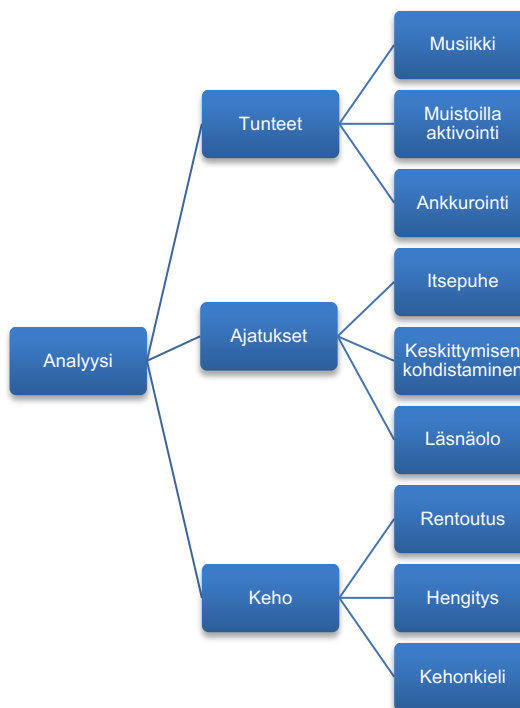 Musiikki
Tunteet
Muistoilla
aktivointi
Ankkurointi
Itsepuhe
Ajatukset
Analyysi
Keskittymisen
kohdistaminen
Läsnäolo
Rentoutus
Keho
Hengitys
Kehonkieli